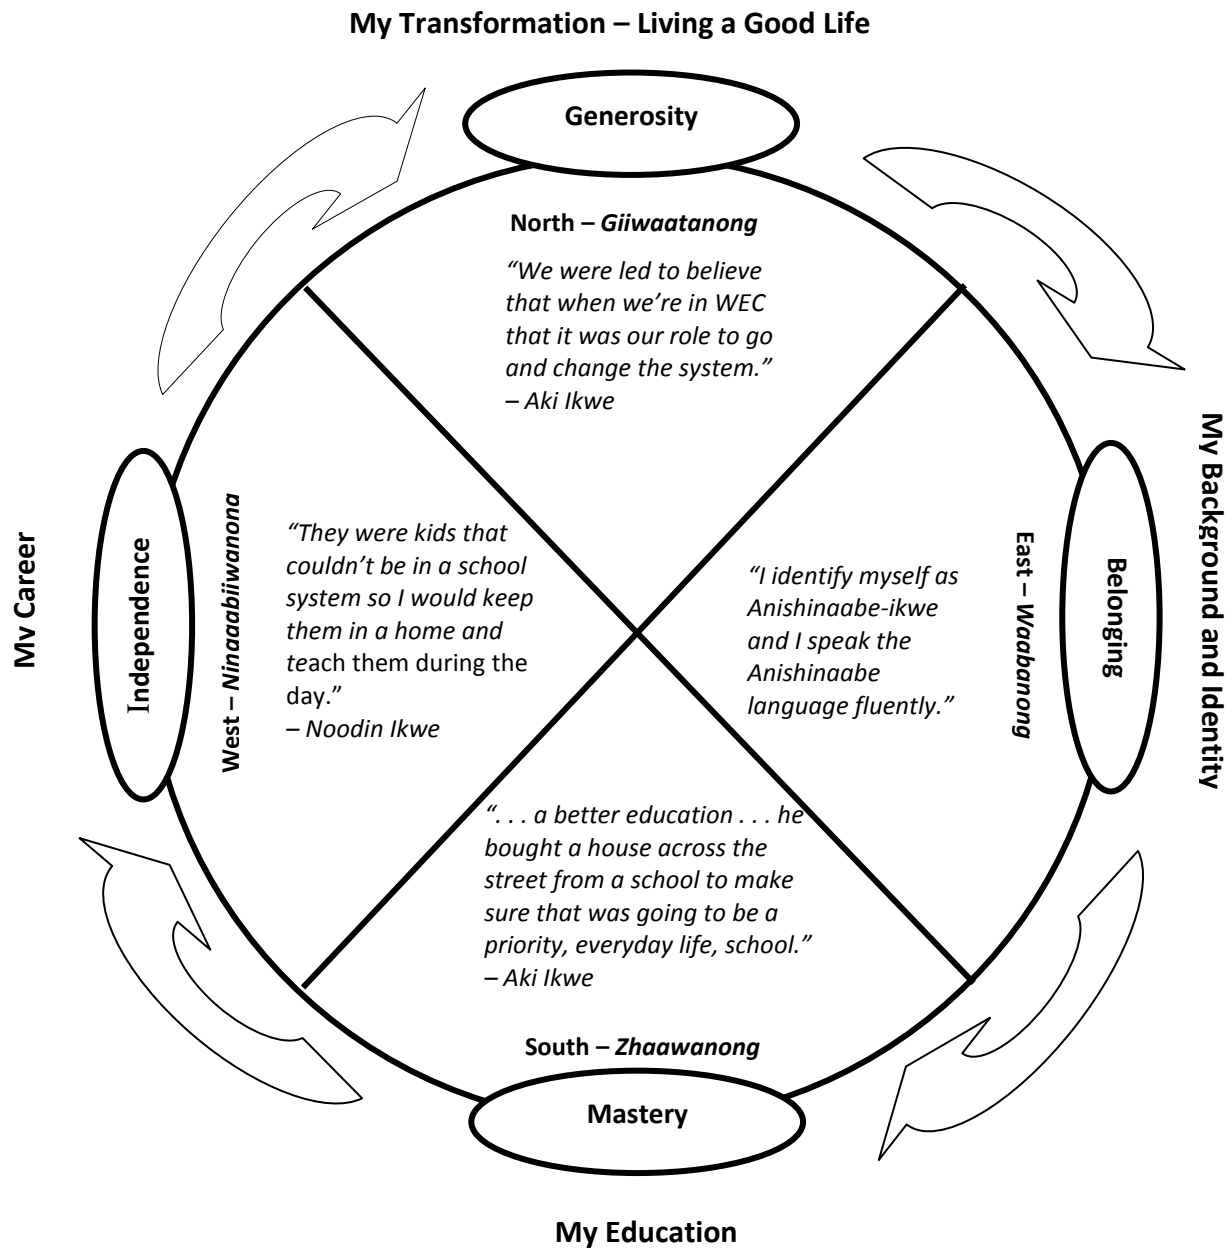 My Transformation – Living a Good Life
Generosity
North – Giiwaatanong
“We were led to believe
that when we’re in WEC
that it was our role to go
and change the system.”
– Aki Ikwe
My Background and Identity
Belonging
East – Waabanong
“I identify myself as
Anishinaabe-ikwe
and I speak the
Anishinaabe
language fluently.”
My Career
Independence
West – Ninaaabiiwanona
“They were kids that
couldn’t be in a school
system so I would keep
them in a home and
teach them during the
day.”
– Noodin Ikwe
“. . . a better education . . . he
bought a house across the
street from a school to make
sure that was going to be a
priority, everyday life, school.”
– Aki Ikwe
South – Zhaawanong
Mastery
My Education